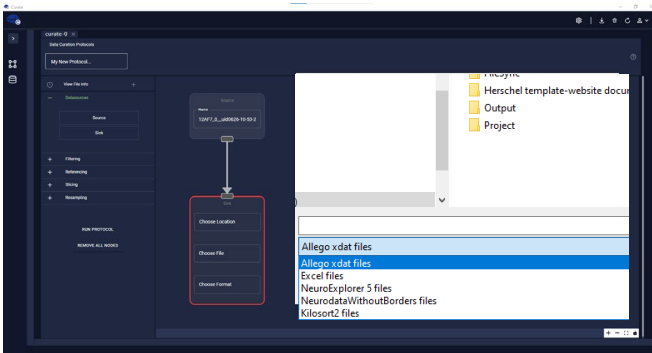 Curate
curate 0 ×
Data Curation Protocols
My New Protocol...
View File Info +
− Datasource
Source
Sink
+ Filtering
+ Referencing
+ Slicing
+ Resampling
RUN PROTOCOL
REMOVE ALL NODES
Source
Name
Sink
Choose Location
Choose File
Choose Format
FileSync
Herschel template-website docur
Output
Project
Allego xdat files
Allego xdat files
Excel files
NeuroExplorer 5 files
NeurodataWithoutBorders files
Kilosort2 files